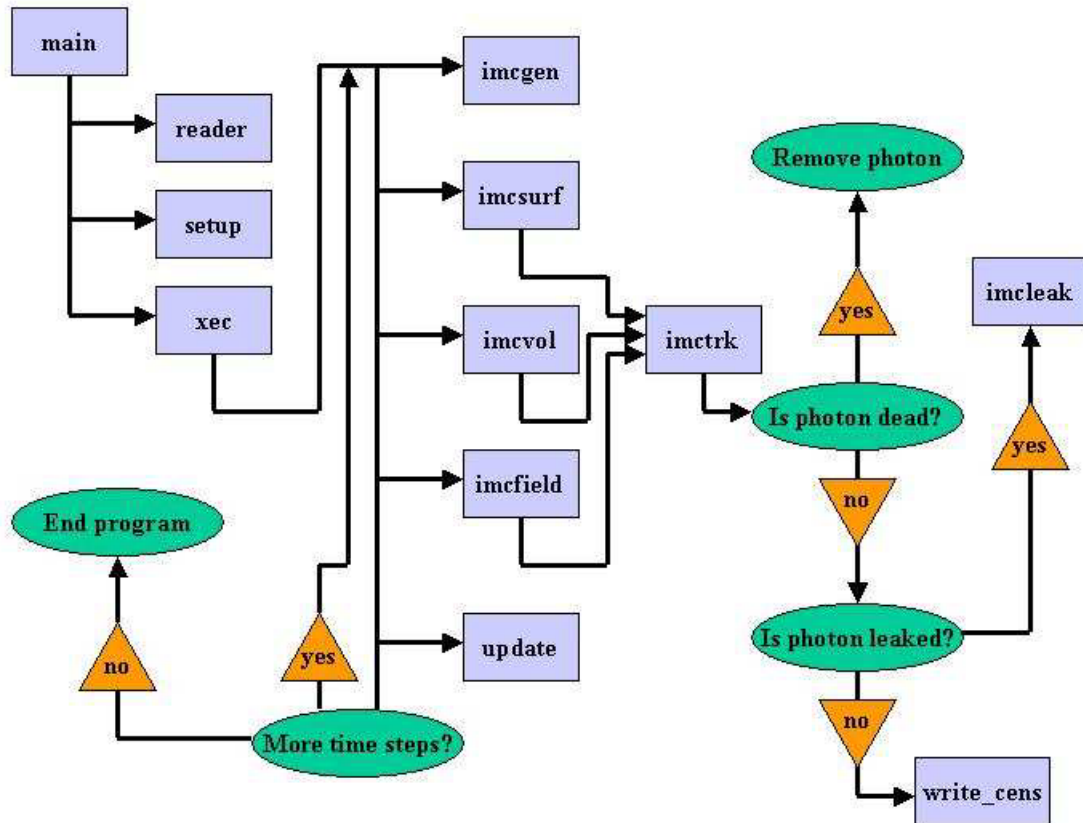 main
imcgen
reader
Remove photon
imcsurf
setup
imcleak
xec
yes
imcvol
imctrk
Is photon dead?
yes
imcfield
no
End program
Is photon leaked?
update
yes
no
no
More time steps?
write_cens